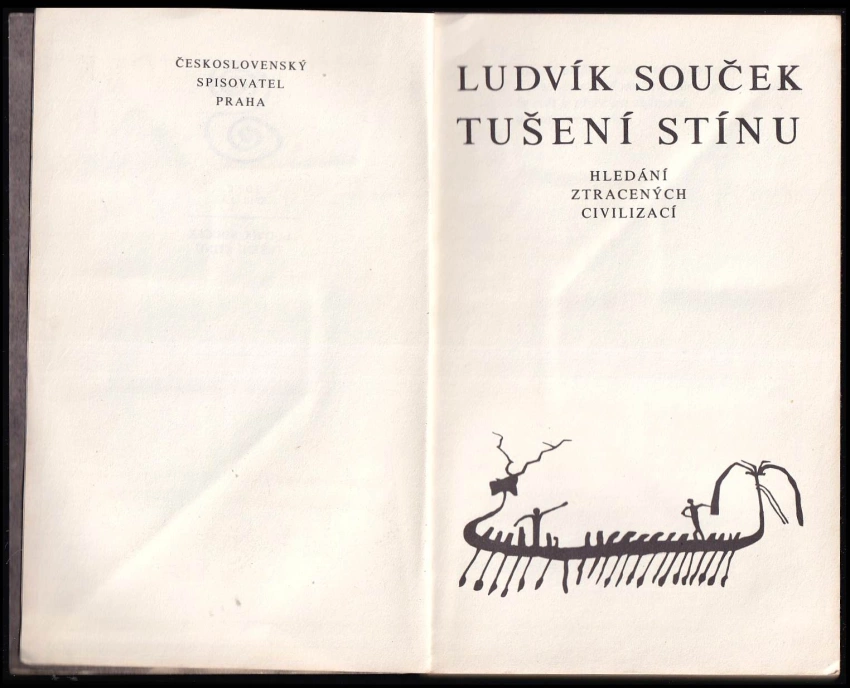 ČESKOSLOVENSKÝ
SPISOVATEL
PRAHA
LUDVÍK SOUČEK
TUŠENÍ STÍNU
HLEDÁNÍ
ZTRACENÝCH
CIVILIZACÍ